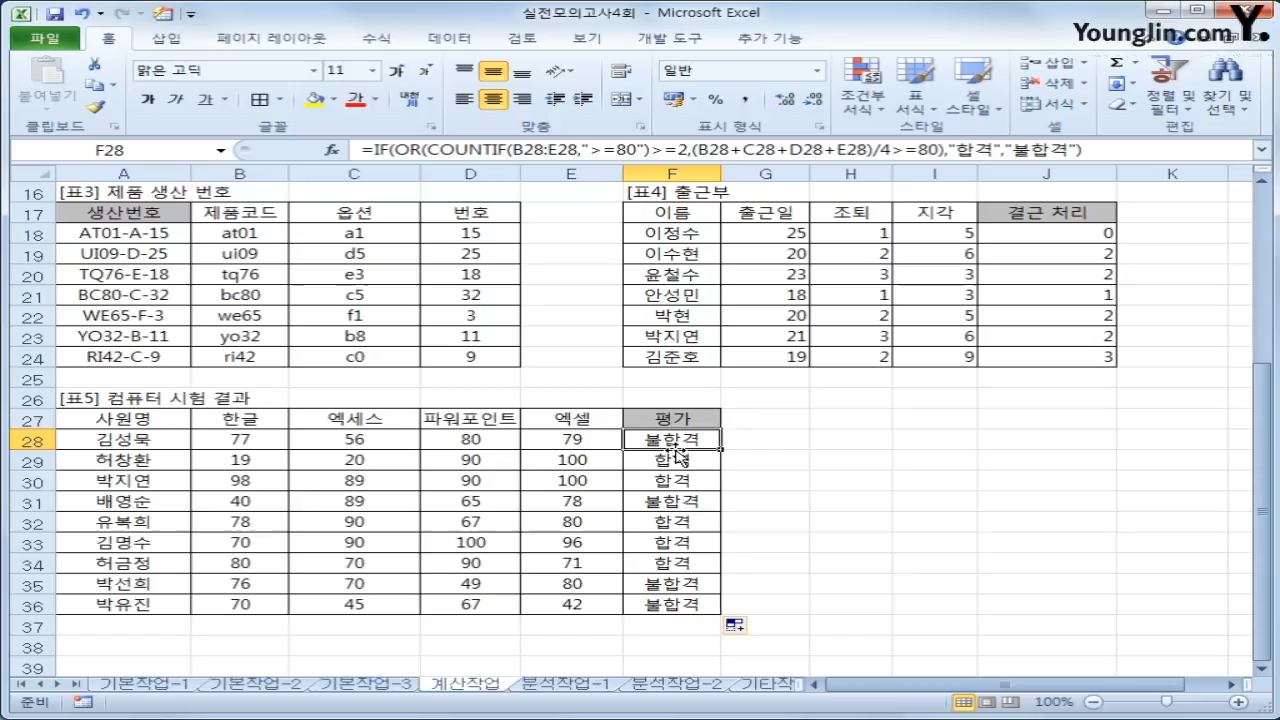 실전모의고사4회 - Microsoft Excel
YoungJin.com Y.
파일 홈 삽입 페이지 레이아웃 수식 데이터 검토 보기 개발 도구 추가 기능
붙여넣기 맑은 고딕 11 가 가 일반 조건부 서식 표 서식 셀 스타일 삽입 삭제 서식 정렬 및 필터 찾기 및 선택
가 가 가 가 %
클립보드 글꼴 맞춤 표시 형식 스타일 셀 편집
F28 fx =IF(OR(COUNTIF(B28:E28,">=80")>=2,(B28+C28+D28+E28)/4>=80),"합격","불합격")
A B C D E F G H I J K
16 [표3] 제품 생산 번호 [표4] 출근부
17 생산번호 제품코드 옵션 번호 이름 출근일 조퇴 지각 결근 처리
18 AT01-A-15 at01 a1 15 이정수 25 1 5 0
19 UI09-D-25 ui09 d5 25 이수현 20 2 6 2
20 TQ76-E-18 tq76 e3 18 윤철수 23 3 3 2
21 BC80-C-32 bc80 c5 32 안성민 18 1 3 1
22 WE65-F-3 we65 f1 3 박현 20 2 5 2
23 YO32-B-11 yo32 b8 11 박지연 21 3 6 2
24 RI42-C-9 ri42 c0 9 김준호 19 2 9 3
25
26 [표5] 컴퓨터 시험 결과
27 사원명 한글 엑세스 파워포인트 엑셀 평가
28 김성묵 77 56 80 79 불합격
29 허창환 19 20 90 100 합격
30 박지연 98 89 90 100 합격
31 배영순 40 89 65 78 불합격
32 유복희 78 90 67 80 합격
33 김명수 70 90 100 96 합격
34 허금정 80 70 90 71 합격
35 박선희 76 70 49 80 불합격
36 박유진 70 45 67 42 불합격
37
38
39
기본작업-1 기본작업-2 기본작업-3 계산작업 분석작업-1 분석작업-2 기타작
준비 100%